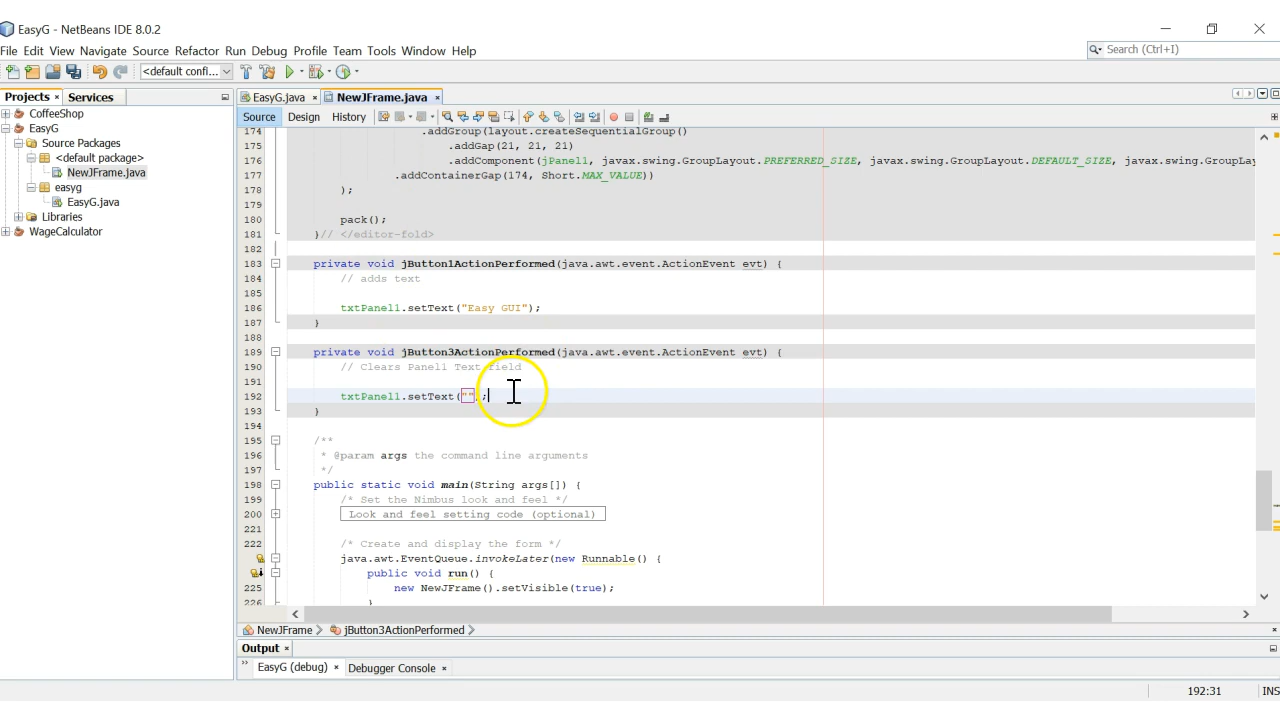 EasyG - NetBeans IDE 8.0.2
File Edit View Navigate Source Refactor Run Debug Profile Team Tools Window Help
Search (Ctrl+I)
<default confl...
Projects × Services
EasyG.java × NewJFrame.java ×
CoffeeShop
EasyG
Source Packages
<default package>
NewJFrame.java
easyg
EasyG.java
Libraries
WageCalculator
Source Design History
174 .addGroup(layout.createSequentialGroup()
175 .addGap(21, 21, 21)
176 .addComponent(jPanel1, javax.swing.GroupLayout.PREFERRED_SIZE, javax.swing.GroupLayout.DEFAULT_SIZE, javax.swing.GroupLay
177 .addContainerGap(174, Short.MAX_VALUE))
178 );
179
180 pack();
181 }// </editor-fold>
182
183 private void jButton1ActionPerformed(java.awt.event.ActionEvent evt) {
184 // adds text
185
186 txtPanel1.setText("Easy GUI");
187 }
188
189 private void jButton3ActionPerformed(java.awt.event.ActionEvent evt) {
190 // Clears Panel1 Text field
191
192 txtPanel1.setText("");
193 }
194
195 /**
196 * @param args the command line arguments
197 */
198 public static void main(String args[]) {
199 /* Set the Nimbus look and feel */
200 Look and feel setting code (optional)
221
222 /* Create and display the form */
java.awt.EventQueue.invokeLater(new Runnable() {
public void run() {
225 new NewJFrame().setVisible(true);
226 }
NewJFrame jButton3ActionPerformed
Output ×
EasyG (debug) × Debugger Console ×
192:31 INS